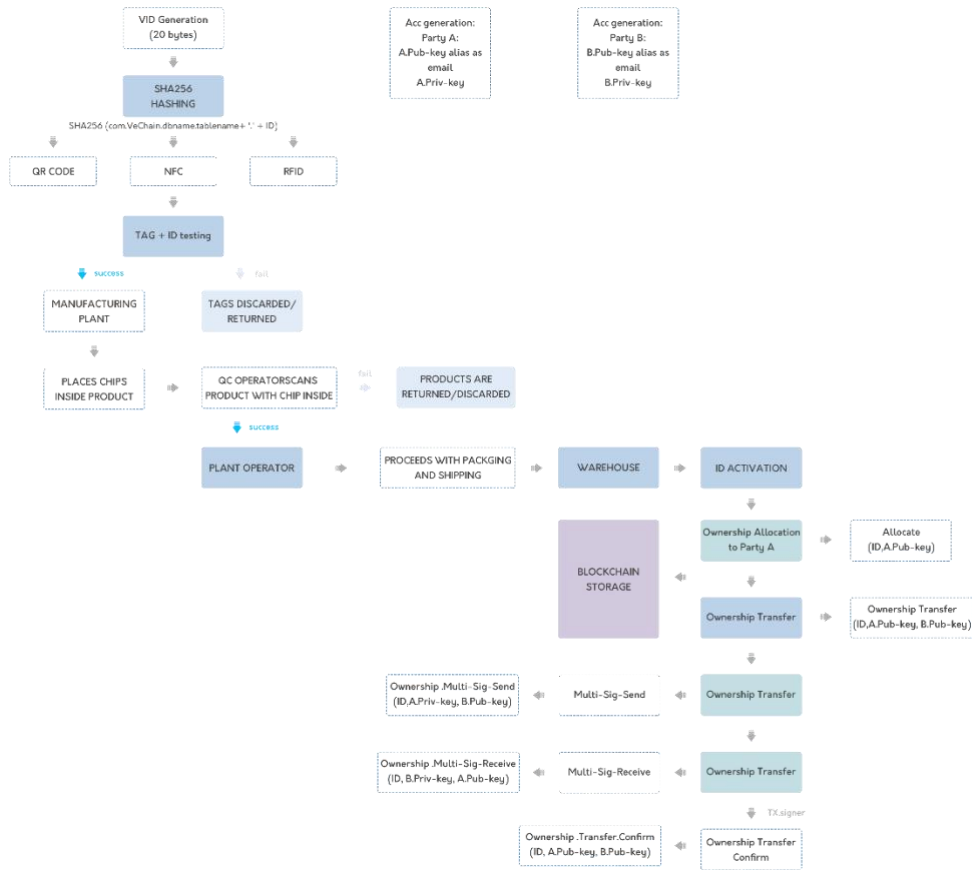 VID Generation
(20 bytes)
Acc generation:
Party A:
A.Pub-key alias as
email
A.Priv-key
Acc generation:
Party B:
B.Pub-key alias as
email
B.Priv-key
SHA256
HASHING
SHA256 {com.VeChain.dbname.tablename+ '.' + ID}
QR CODE
NFC
RFID
TAG + ID testing
success
fail
MANUFACTURING
PLANT
TAGS DISCARDED/
RETURNED
PLACES CHIPS
INSIDE PRODUCT
QC OPERATORSCANS
PRODUCT WITH CHIP INSIDE
fail
PRODUCTS ARE
RETURNED/DISCARDED
success
PLANT OPERATOR
PROCEEDS WITH PACKGING
AND SHIPPING
WAREHOUSE
ID ACTIVATION
Ownership Allocation
to Party A
Allocate
(ID,A.Pub-key)
BLOCKCHAIN
STORAGE
Ownership Transfer
Ownership Transfer
(ID,A.Pub-key, B.Pub-key)
Ownership .Multi-Sig-Send
(ID,A.Priv-key, B.Pub-key)
Multi-Sig-Send
Ownership Transfer
Ownership .Multi-Sig-Receive
(ID, B.Priv-key, A.Pub-key)
Multi-Sig-Receive
Ownership Transfer
TX.signer
Ownership .Transfer.Confirm
(ID, A.Pub-key, B.Pub-key)
Ownership Transfer
Confirm